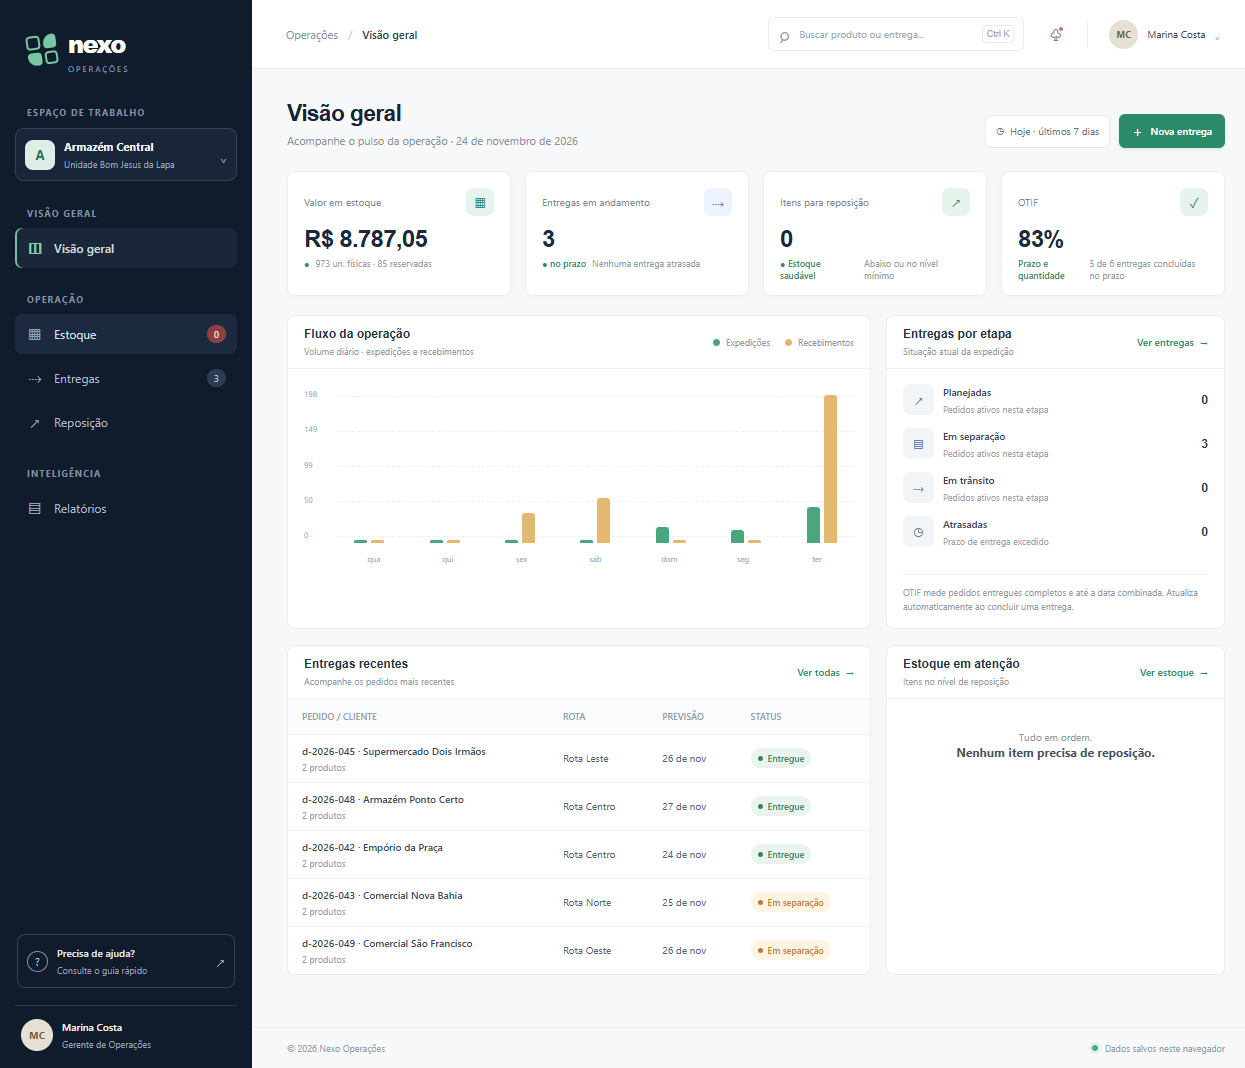 nexo
OPERAÇÕES
ESPAÇO DE TRABALHO
A
Armazém Central
Unidade Bom Jesus da Lapa
VISÃO GERAL
Visão geral
OPERAÇÃO
Estoque 0
Entregas 3
Reposição
INTELIGÊNCIA
Relatórios
? Precisa de ajuda?
Consulte o guia rápido
MC Marina Costa
Gerente de Operações
Operações / Visão geral
Buscar produto ou entrega... Ctrl K
MC Marina Costa
Visão geral
Acompanhe o pulso da operação · 24 de novembro de 2026
Hoje · últimos 7 dias
+ Nova entrega
Valor em estoque
R$ 8.787,05
973 un. físicas · 85 reservadas
Entregas em andamento
3
no prazo Nenhuma entrega atrasada
Itens para reposição
0
Estoque saudável
Abaixo ou no nível mínimo
OTIF
83%
Prazo e quantidade
5 de 6 entregas concluídas no prazo
Fluxo da operação
Volume diário · expedições e recebimentos
Expedições Recebimentos
198
149
99
50
0
qua qui sex sáb dom seg ter
Entregas por etapa
Situação atual da expedição
Ver entregas →
Planejadas 0
Pedidos ativos nesta etapa
Em separação 3
Pedidos ativos nesta etapa
Em trânsito 0
Pedidos ativos nesta etapa
Atrasadas 0
Prazo de entrega excedido
OTIF mede pedidos entregues completos e até a data combinada. Atualiza
automaticamente ao concluir uma entrega.
Entregas recentes
Acompanhe os pedidos mais recentes
Ver todas →
PEDIDO / CLIENTE ROTA PREVISÃO STATUS
d-2026-045 · Supermercado Dois Irmãos
2 produtos
Rota Leste 26 de nov Entregue
d-2026-048 · Armazém Ponto Certo
2 produtos
Rota Centro 27 de nov Entregue
d-2026-042 · Empório da Praça
2 produtos
Rota Centro 24 de nov Entregue
d-2026-043 · Comercial Nova Bahia
2 produtos
Rota Norte 25 de nov Em separação
d-2026-049 · Comercial São Francisco
2 produtos
Rota Oeste 26 de nov Em separação
Estoque em atenção
Itens no nível de reposição
Ver estoque →
Tudo em ordem.
Nenhum item precisa de reposição.
© 2026 Nexo Operações
Dados salvos neste navegador